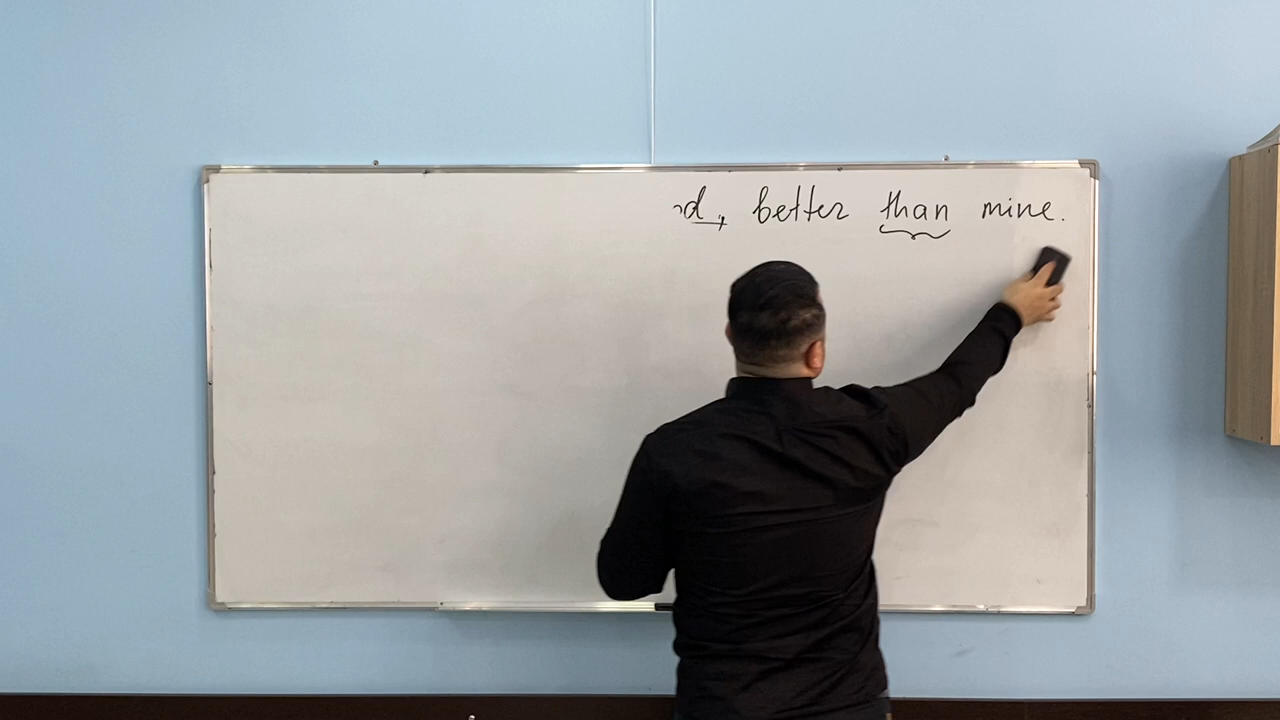 d, better than mine.